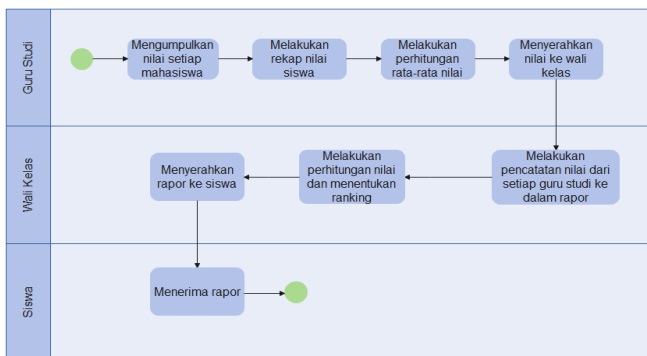 Guru Studi
Mengumpulkan
nilai setiap
mahasiswa
Melakukan
rekap nilai
siswa
Melakukan
perhitungan
rata-rata nilai
Menyerahkan
nilai ke wali
kelas
Wali Kelas
Menyerahkan
rapor ke siswa
Melakukan
perhitungan nilai
dan menentukan
ranking
Melakukan
pencatatan nilai dari
setiap guru studi ke
dalam rapor
Siswa
Menerima rapor